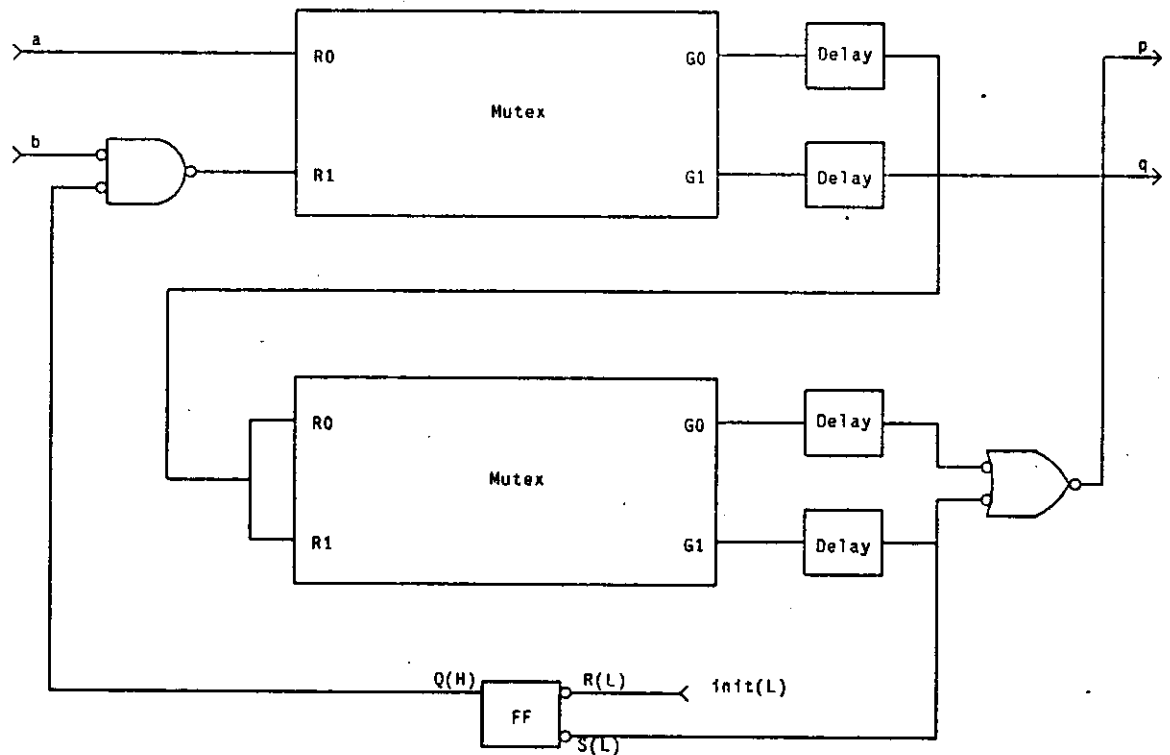 a
R0
G0
Delay
p
Mutex
b
R1
G1
Delay
q
R0
G0
Delay
Mutex
R1
G1
Delay
Q(H)
R(L)
init(L)
FF
S(L)